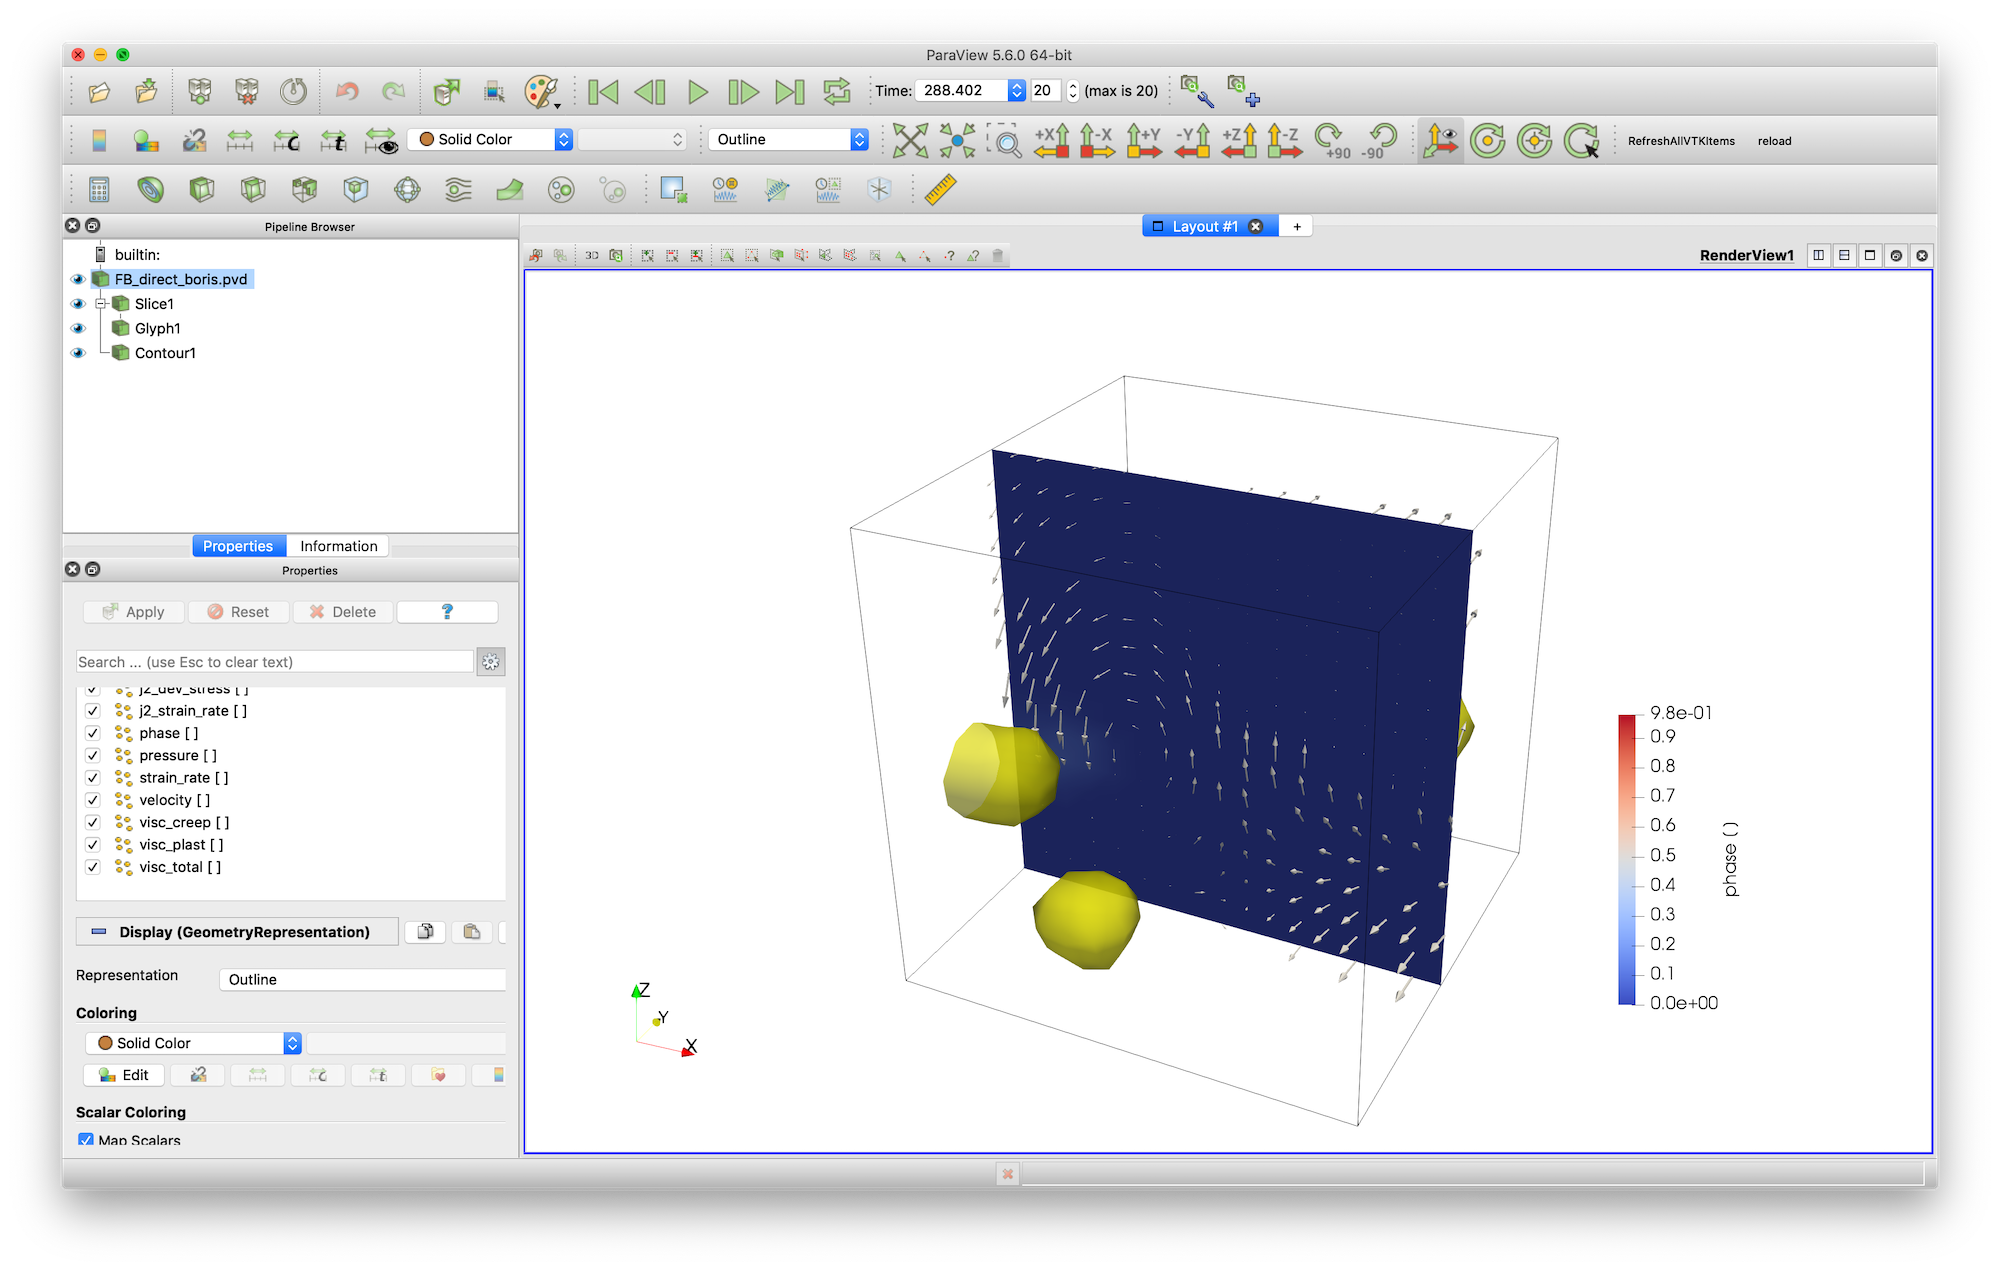 ParaView 5.6.0 64-bit
Time: 288.402 20 (max is 20)
Solid Color Outline +X -X +Y -Y +Z -Z +90 -90 RefreshAllVTKItems reload
Pipeline Browser
Layout #1 +
builtin:
3D ? ? RenderView1
FB_direct_boris.pvd
Slice1
Glyph1
Contour1
Properties Information
Properties
Apply Reset Delete ?
Search ... (use Esc to clear text)
j2_dev_stress [ ]
j2_strain_rate [ ]
phase [ ]
pressure [ ]
strain_rate [ ]
velocity [ ]
visc_creep [ ]
visc_plast [ ]
visc_total [ ]
Display (GeometryRepresentation)
Representation Outline
Coloring
Solid Color
Edit
Scalar Coloring
Map Scalars
Z
Y
X
9.8e-01
0.9
0.8
0.7
0.6
0.5
0.4
0.3
0.2
0.1
0.0e+00
phase ( )